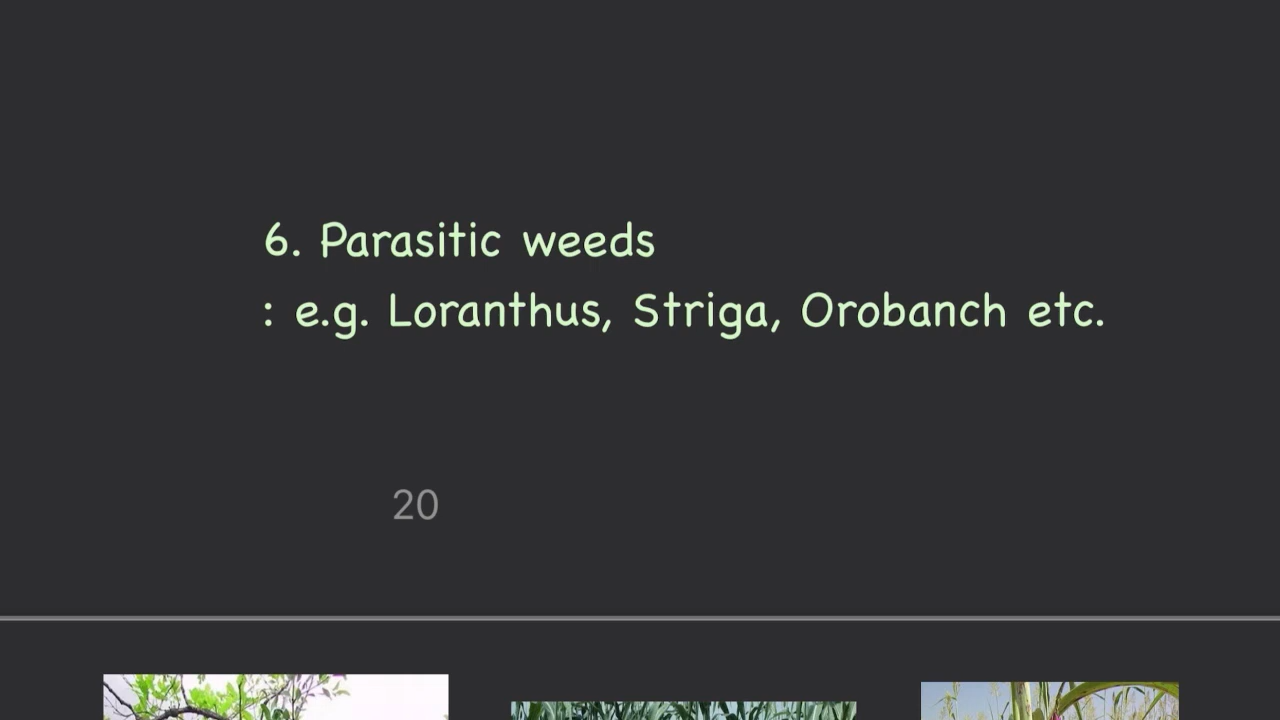 6. Parasitic weeds
: e.g. Loranthus, Striga, Orobanch etc.
20